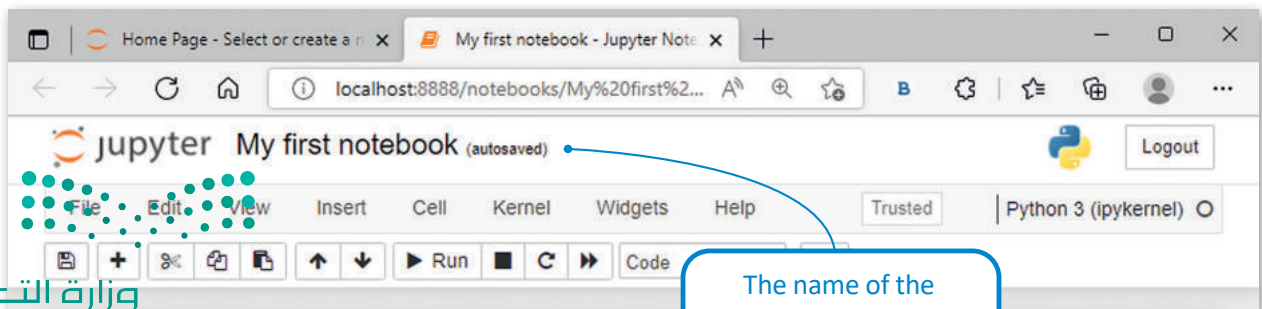 Home Page - Select or create a n
My first notebook - Jupyter Note
localhost:8888/notebooks/My%20first%2...
jupyter My first notebook (autosaved)
Logout
File Edit View Insert Cell Kernel Widgets Help Trusted Python 3 (ipykernel)
Run Code
The name of the
وزارة التـ